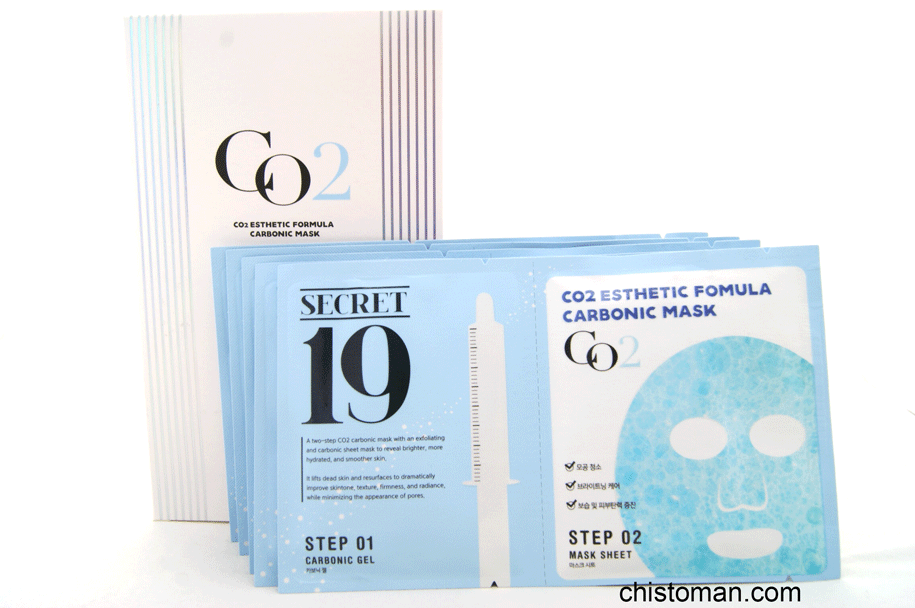 CO2
CO2 ESTHETIC FORMULA
CARBONIC MASK
SECRET
19
A two-step CO2 carbonic mask with an exfoliating
and carbonic sheet mask to reveal brighter, more
hydrated, and smoother skin.
It lifts dead skin and resurfaces to dramatically
improve skintone, texture, firmness, and radiance,
while minimizing the appearance of pores.
STEP 01
CARBONIC GEL
카보닉 젤
CO2 ESTHETIC FOMULA
CARBONIC MASK
CO2
모공 청소
브라이트닝 케어
보습 및 피부탄력 증진
STEP 02
MASK SHEET
마스크 시트
chistoman.com